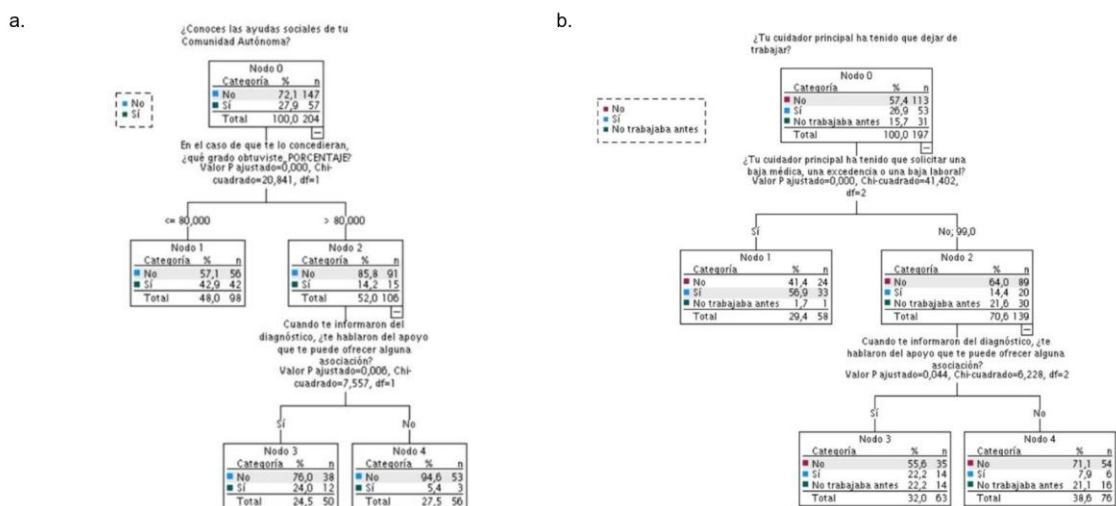 a.
¿Conoces las ayudas sociales de tu
Comunidad Autónoma?
Nodo 0
Categoría % n
No 72,1 147
Sí 27,9 57
Total 100,0 204
No
Sí
En el caso de que te lo concedieran,
¿qué grado obtuviste, PORCENTAJE?
Valor P ajustado=0,000, Chi-
cuadrado=20,841, df=1
<= 80,000
> 80,000
Nodo 1
Categoría % n
No 57,1 56
Sí 42,9 42
Total 48,0 98
Nodo 2
Categoría % n
No 85,8 91
Sí 14,2 15
Total 52,0 106
Cuando te informaron del
diagnóstico, ¿te hablaron del apoyo
que te puede ofrecer alguna
asociación?
Valor P ajustado=0,006, Chi-
cuadrado=7,557, df=1
Sí
No
Nodo 3
Categoría % n
No 76,0 38
Sí 24,0 12
Total 24,5 50
Nodo 4
Categoría % n
No 94,6 53
Sí 5,4 3
Total 27,5 56
b.
¿Tu cuidador principal ha tenido que dejar de
trabajar?
Nodo 0
Categoría % n
No 57,4 113
Sí 26,9 53
No trabajaba antes 15,7 31
Total 100,0 197
No
Sí
No trabajaba antes
¿Tu cuidador principal ha tenido que solicitar una
baja médica, una excedencia o una baja laboral?
Valor P ajustado=0,000, Chi-cuadrado=41,402,
df=2
Sí
No; 99,0
Nodo 1
Categoría % n
No 41,4 24
Sí 56,9 33
No trabajaba antes 1,7 1
Total 29,4 58
Nodo 2
Categoría % n
No 64,0 89
Sí 14,4 20
No trabajaba antes 21,6 30
Total 70,6 139
Cuando te informaron del diagnóstico, ¿te
hablaron del apoyo que te puede ofrecer alguna
asociación?
Valor P ajustado=0,044, Chi-cuadrado=6,228, df=2
Sí
No
Nodo 3
Categoría % n
No 55,6 35
Sí 22,2 14
No trabajaba antes 22,2 14
Total 32,0 63
Nodo 4
Categoría % n
No 71,1 54
Sí 7,9 6
No trabajaba antes 21,1 16
Total 38,6 76